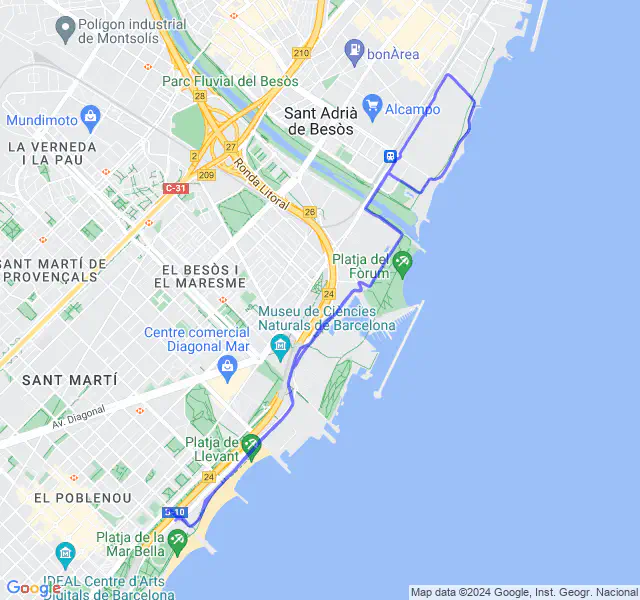 Polígon industrial
de Montsolís
210
bonÀrea
Parc Fluvial del Besòs
28
Mundimoto
Sant Adrià
de Besòs
Alcampo
LA VERNEDA
I LA PAU
27
2
209
C-31
Ronda Litoral
26
SANT MARTÍ DE
PROVENÇALS
EL BESÒS I
EL MARESME
Platja del
Fòrum
24
Museu de Ciències
Naturals de Barcelona
Centre comercial
Diagonal Mar
SANT MARTÍ
Av. Diagonal
Platja de
Llevant
24
EL POBLENOU
B-10
Platja de la
Mar Bella
IDEAL Centre d'Arts
Digitals de Barcelona
Google
Map data ©2024 Google, Inst. Geogr. Nacional